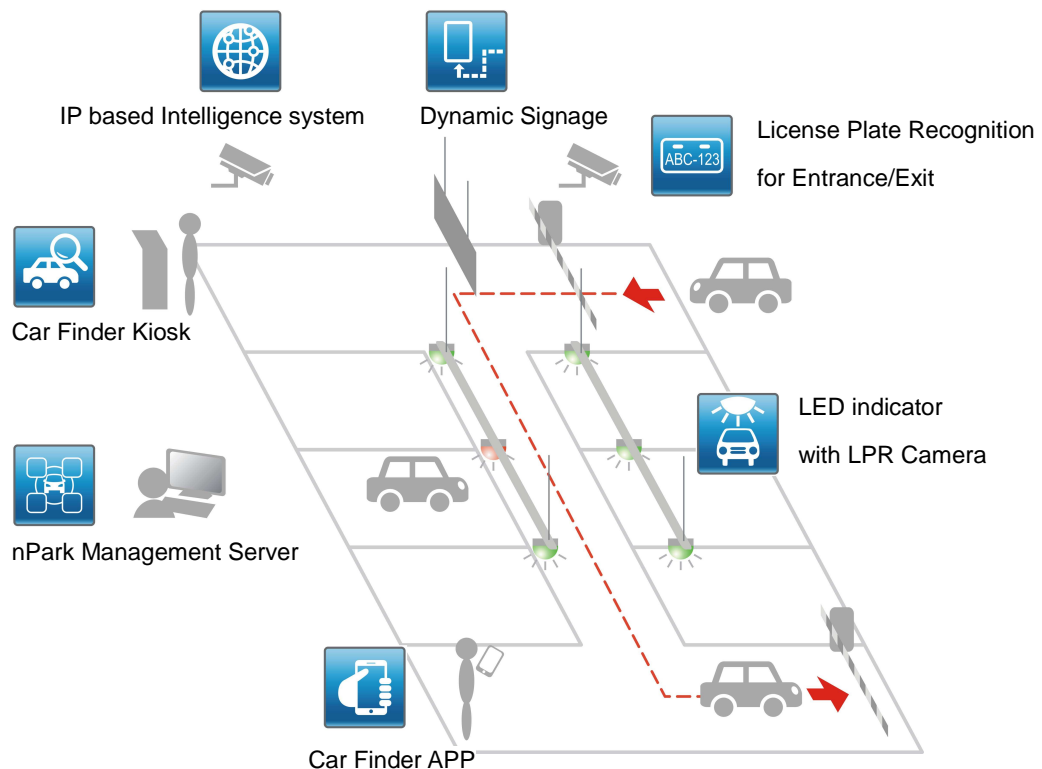 IP based Intelligence system
Dynamic Signage
ABC-123
License Plate Recognition
for Entrance/Exit
Car Finder Kiosk
LED indicator
with LPR Camera
nPark Management Server
Car Finder APP